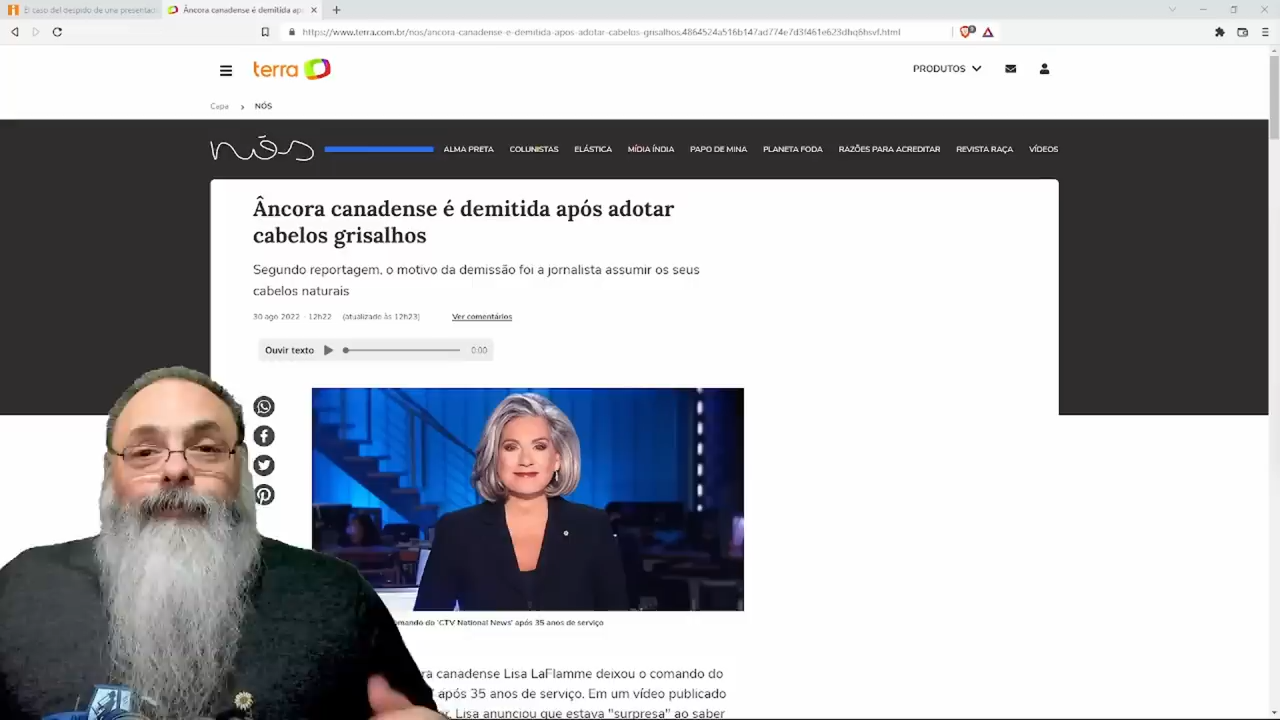 El caso del despido de una presentac
Âncora canadense é demitida apó
https://www.terra.com.br/nos/ancora-canadense-e-demitida-apos-adotar-cabelos-grisalhos,4864524a516b147ad774e7d3f461e623dhq6hsvf.html
terra
PRODUTOS
Capa > NÓS
nós
ALMA PRETA COLUNISTAS ELÁSTICA MÍDIA ÍNDIA PAPO DE MINA PLANETA FODA RAZÕES PARA ACREDITAR REVISTA RAÇA VÍDEOS
Âncora canadense é demitida após adotar
cabelos grisalhos
Segundo reportagem, o motivo da demissão foi a jornalista assumir os seus
cabelos naturais
30 ago 2022 - 12h22 (atualizado às 12h23) Ver comentários
Ouvir texto 0:00
omando do 'CTV National News' após 35 anos de serviço
ra canadense Lisa LaFlamme deixou o comando do
após 35 anos de serviço. Em um vídeo publicado
Lisa anunciou que estava "surpresa" ao saber